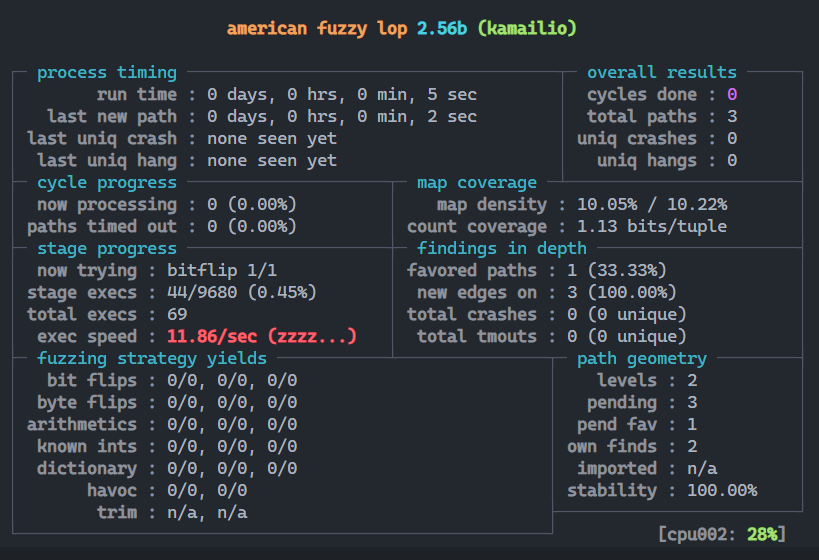 american fuzzy lop 2.56b (kamailio)
process timing overall results
run time : 0 days, 0 hrs, 0 min, 5 sec cycles done : 0
last new path : 0 days, 0 hrs, 0 min, 2 sec total paths : 3
last uniq crash : none seen yet uniq crashes : 0
last uniq hang : none seen yet uniq hangs : 0
cycle progress map coverage
now processing : 0 (0.00%) map density : 10.05% / 10.22%
paths timed out : 0 (0.00%) count coverage : 1.13 bits/tuple
stage progress findings in depth
now trying : bitflip 1/1 favored paths : 1 (33.33%)
stage execs : 44/9680 (0.45%) new edges on : 3 (100.00%)
total execs : 69 total crashes : 0 (0 unique)
exec speed : 11.86/sec (zzzz...) total tmouts : 0 (0 unique)
fuzzing strategy yields path geometry
bit flips : 0/0, 0/0, 0/0 levels : 2
byte flips : 0/0, 0/0, 0/0 pending : 3
arithmetics : 0/0, 0/0, 0/0 pend fav : 1
known ints : 0/0, 0/0, 0/0 own finds : 2
dictionary : 0/0, 0/0, 0/0 imported : n/a
havoc : 0/0, 0/0 stability : 100.00%
trim : n/a, n/a
[cpu002: 28%]